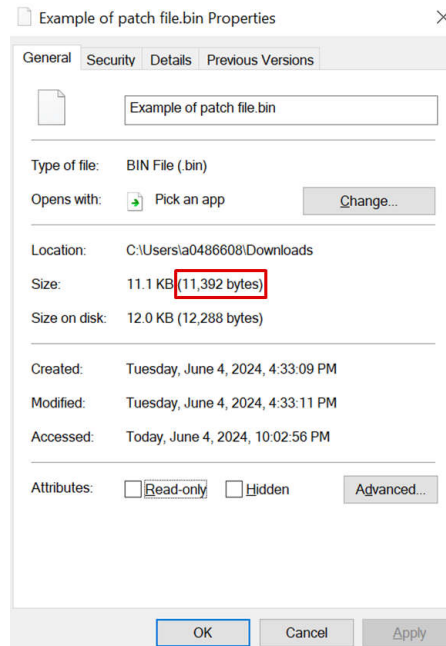 Example of patch file.bin Properties
General Security Details Previous Versions
Example of patch file.bin
Type of file: BIN File (.bin)
Opens with: Pick an app Change...
Location: C:\Users\a0486608\Downloads
Size: 11.1 KB (11,392 bytes)
Size on disk: 12.0 KB (12,288 bytes)
Created: Tuesday, June 4, 2024, 4:33:09 PM
Modified: Tuesday, June 4, 2024, 4:33:11 PM
Accessed: Today, June 4, 2024, 10:02:56 PM
Attributes: Read-only Hidden Advanced...
OK Cancel Apply